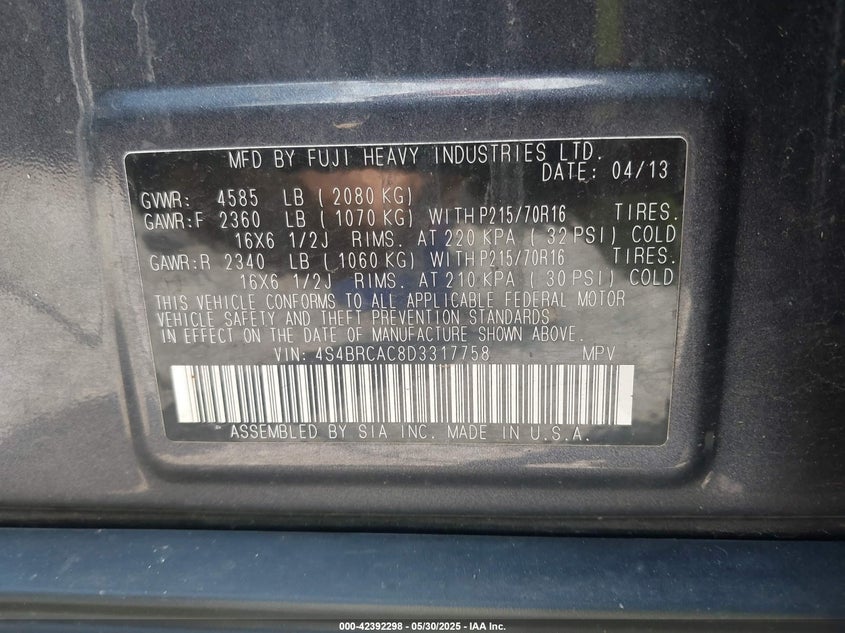 MFD BY FUJI HEAVY INDUSTRIES LTD.
DATE: 04/13
GVWR: 4585 LB ( 2080 KG)
GAWR:F 2360 LB ( 1070 KG) WITH P215/70R16 TIRES.
16X6 1/2J RIMS. AT 220 KPA ( 32 PSI) COLD
GAWR:R 2340 LB ( 1060 KG) WITH P215/70R16 TIRES.
16X6 1/2J RIMS. AT 210 KPA ( 30 PSI) COLD
THIS VEHICLE CONFORMS TO ALL APPLICABLE FEDERAL MOTOR
VEHICLE SAFETY AND THEFT PREVENTION STANDARDS
IN EFFECT ON THE DATE OF MANUFACTURE SHOWN ABOVE.
VIN: 4S4BRCAC8D3317758 MPV
ASSEMBLED BY SIA INC. MADE IN U.S.A.
000-42392298 - 05/30/2025 - IAA Inc.